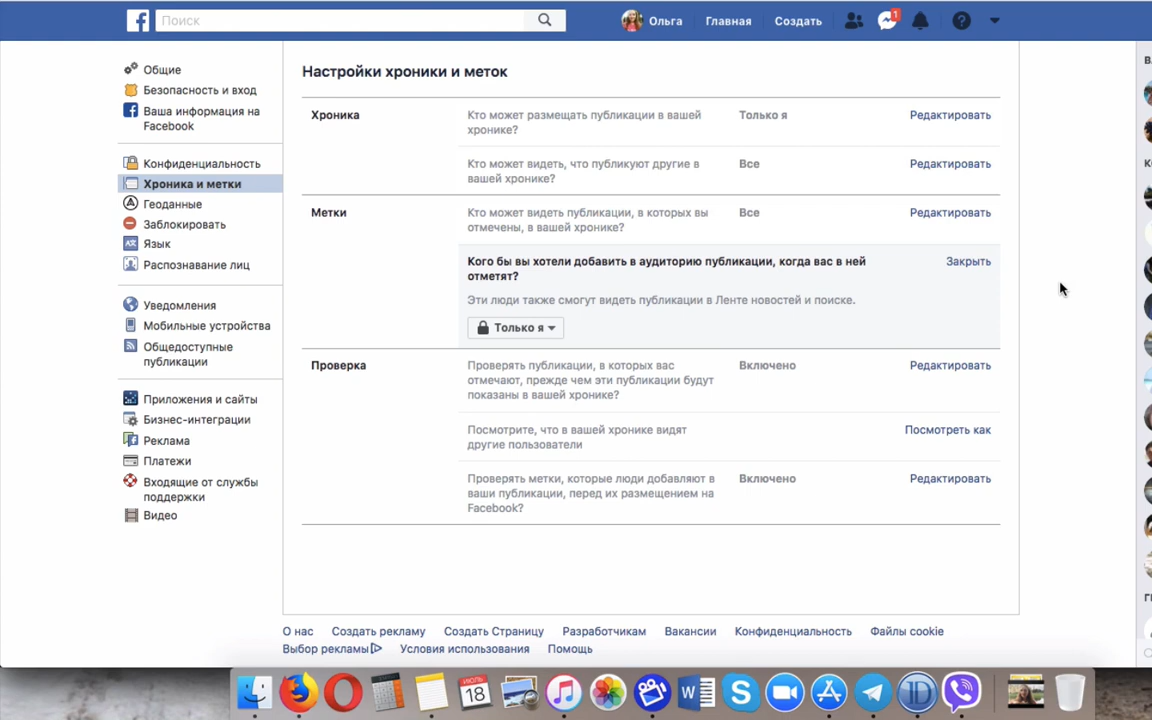 Поиск
Ольга
Главная
Создать
1
Общие
Безопасность и вход
Ваша информация на
Facebook
Конфиденциальность
Хроника и метки
Геоданные
Заблокировать
Язык
Распознавание лиц
Уведомления
Мобильные устройства
Общедоступные
публикации
Приложения и сайты
Бизнес-интеграции
Реклама
Платежи
Входящие от службы
поддержки
Видео
Настройки хроники и меток
Хроника
Кто может размещать публикации в вашей
хронике?
Только я
Редактировать
Кто может видеть, что публикуют другие в
вашей хронике?
Все
Редактировать
Метки
Кто может видеть публикации, в которых вы
отмечены, в вашей хронике?
Все
Редактировать
Кого бы вы хотели добавить в аудиторию публикации, когда вас в ней
отметят?
Закрыть
Эти люди также смогут видеть публикации в Ленте новостей и поиске.
Только я
Проверка
Проверять публикации, в которых вас
отмечают, прежде чем эти публикации будут
показаны в вашей хронике?
Включено
Редактировать
Посмотрите, что в вашей хронике видят
другие пользователи
Посмотреть как
Проверять метки, которые люди добавляют в
ваши публикации, перед их размещением на
Facebook?
Включено
Редактировать
О нас Создать рекламу Создать Страницу Разработчикам Вакансии Конфиденциальность Файлы cookie
Выбор рекламы Условия использования Помощь
ИЮЛЬ
18